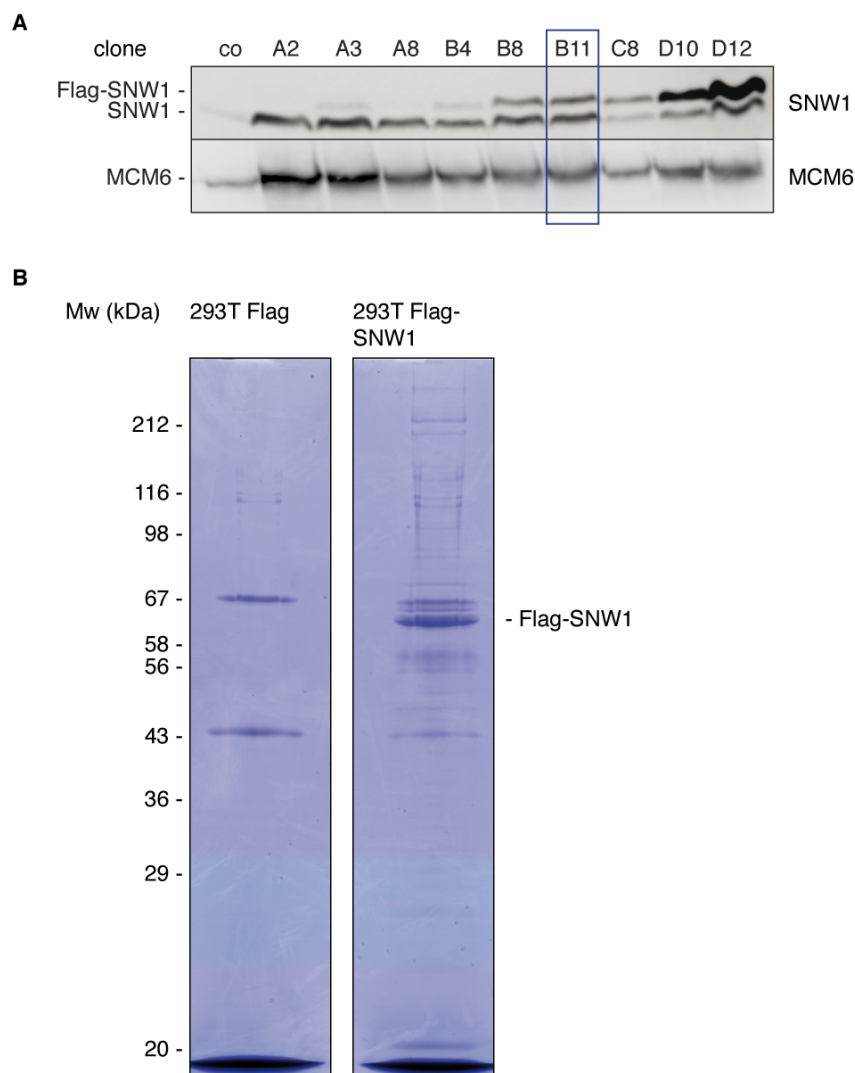 A
clone co A2 A3 A8 B4 B8 B11 C8 D10 D12
Flag-SNW1 -
SNW1 -
SNW1
MCM6 -
MCM6
B
Mw (kDa) 293T Flag 293T Flag-
SNW1
212 -
116 -
98 -
67 -
- Flag-SNW1
58 -
56 -
43 -
36 -
29 -
20 -